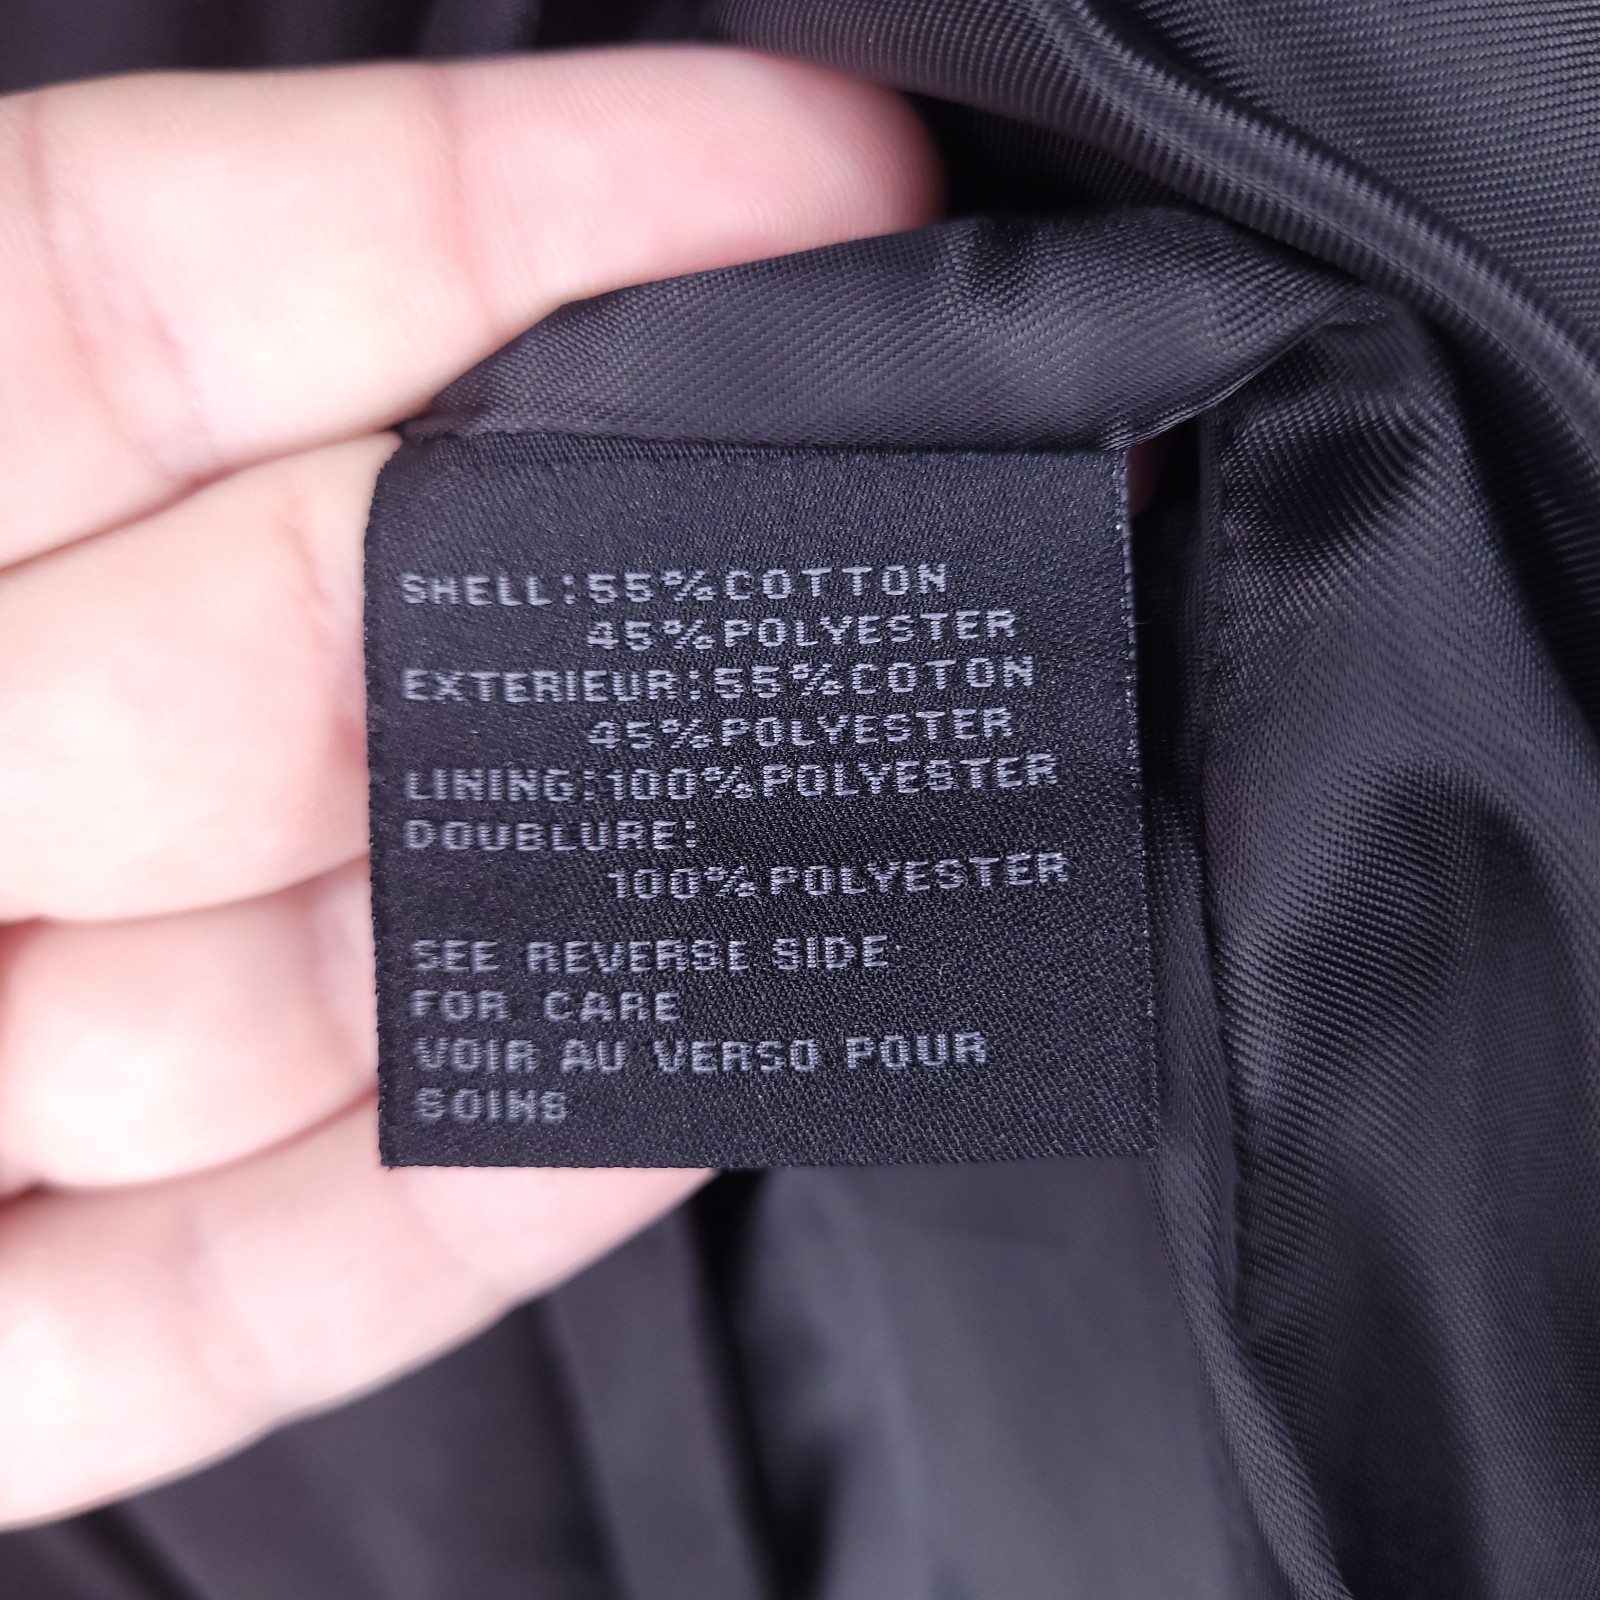 SHELL:55%COTTON
45%POLYESTER
EXTERIEUR:55%COTON
45%POLYESTER
LINING:100%POLYESTER
DOUBLURE:
100%POLYESTER
SEE REVERSE SIDE
FOR CARE
VOIR AU VERSO POUR
SOINS